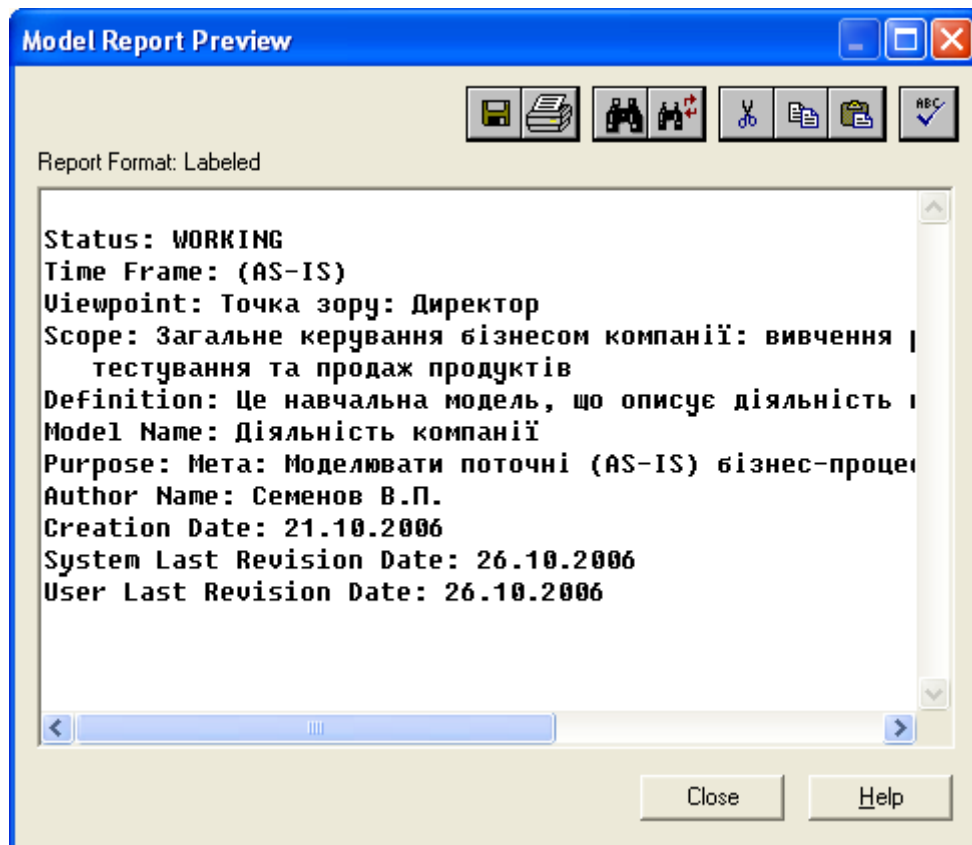 Model Report Preview
ABC
Report Format: Labeled
Status: WORKING
Time Frame: (AS-IS)
Viewpoint: Точка зору: Директор
Scope: Загальне керування бізнесом компанії: вивчення
тестування та продаж продуктів
Definition: Це навчальна модель, що описує діяльність
Model Name: Діяльність компанії
Purpose: Мета: Моделювати поточні (AS-IS) бізнес-проце
Author Name: Семенов В.П.
Creation Date: 21.10.2006
System Last Revision Date: 26.10.2006
User Last Revision Date: 26.10.2006
Close Help